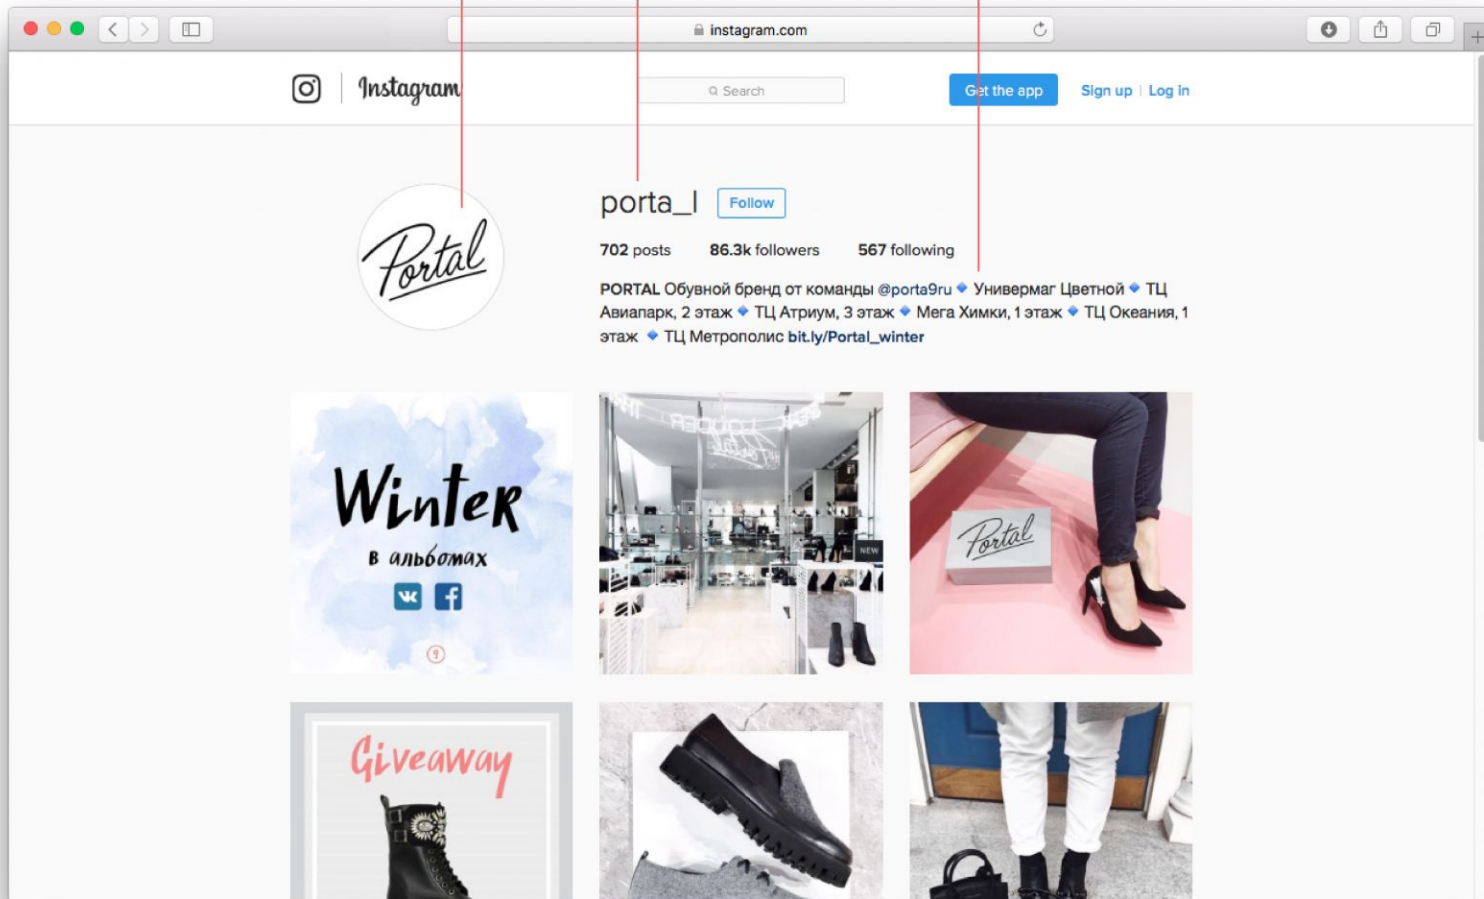 instagram.com
Instagram
Search
Get the app
Sign up | Log in
Portal
porta_l
Follow
702 posts 86.3k followers 567 following
PORTAL Обувной бренд от команды @porta9ru 🔹 Универмаг Цветной 🔹 ТЦ
Авиапарк, 2 этаж 🔹 ТЦ Атриум, 3 этаж 🔹 Мега Химки, 1 этаж 🔹 ТЦ Океания, 1
этаж 🔹 ТЦ Метрополис bit.ly/Portal_winter
Winter
в альбомах
9
Portal
NEW
Portal
Giveaway